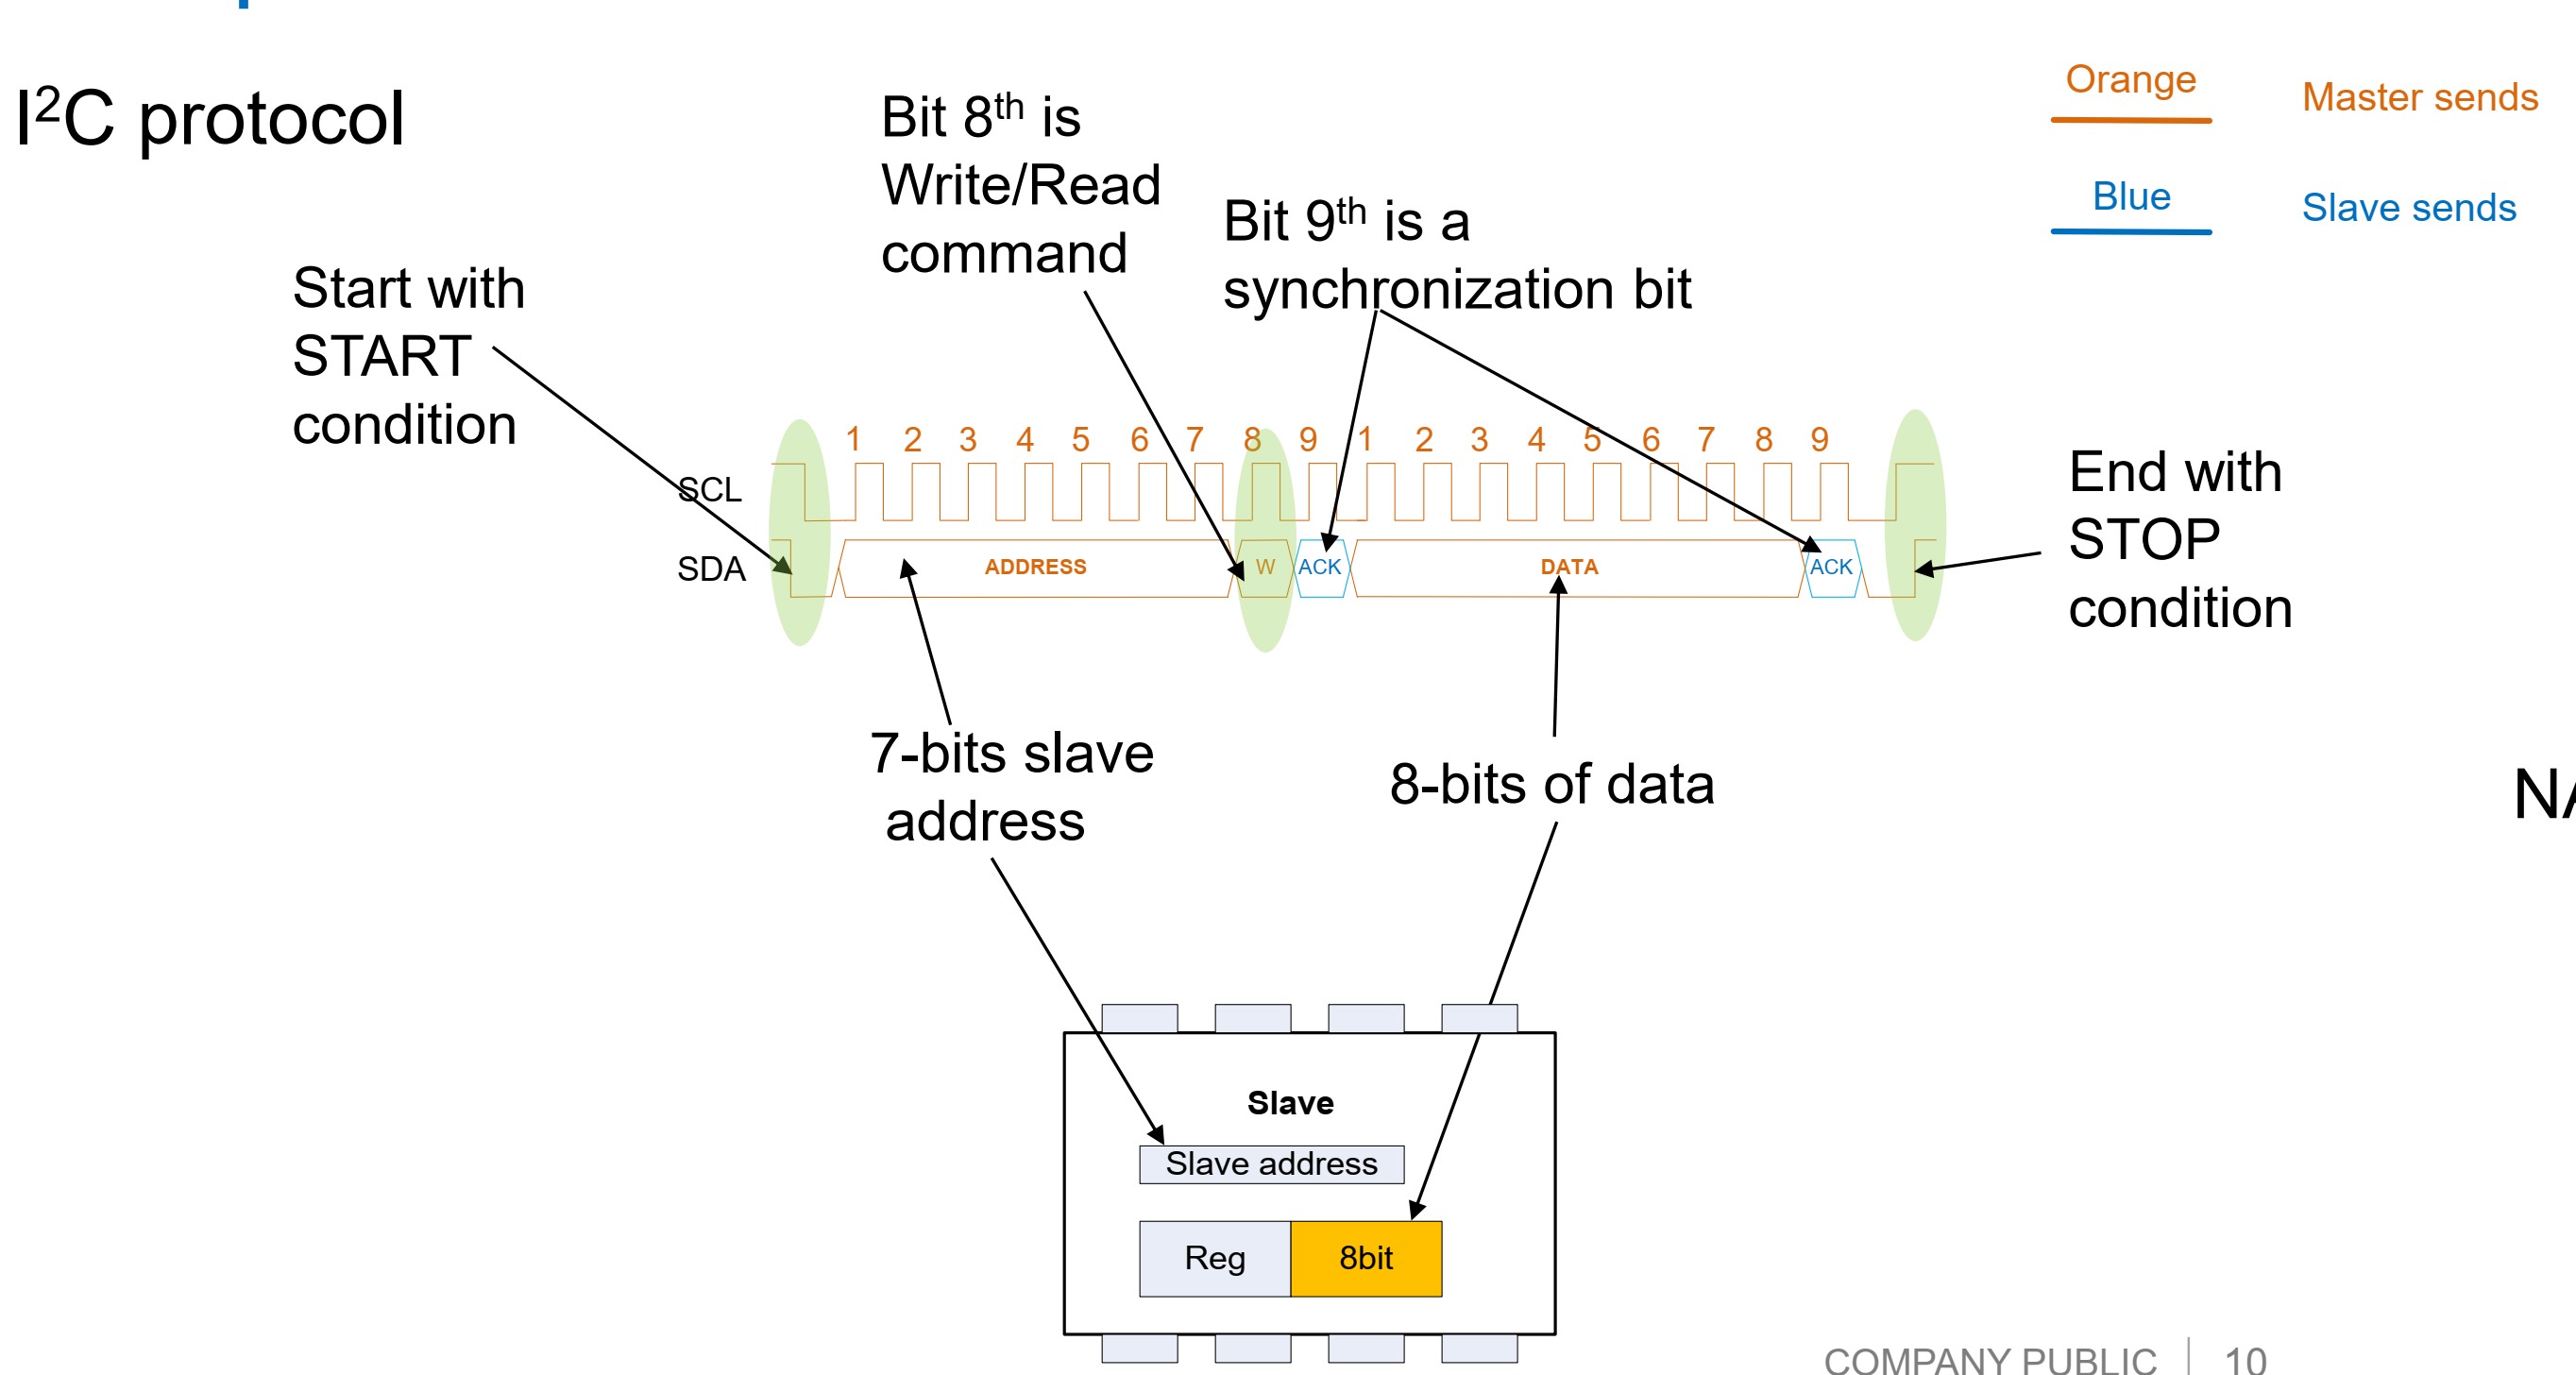 I²C protocol
Orange
Master sends
Blue
Slave sends
Bit 8th is
Write/Read
command
Bit 9th is a
synchronization bit
Start with
START
condition
1 2 3 4 5 6 7 8 9 1 2 3 4 5 6 7 8 9
SCL
SDA
ADDRESS
W
ACK
DATA
ACK
End with
STOP
condition
7-bits slave
address
8-bits of data
NA
Slave
Slave address
Reg
8bit
COMPANY PUBLIC
10